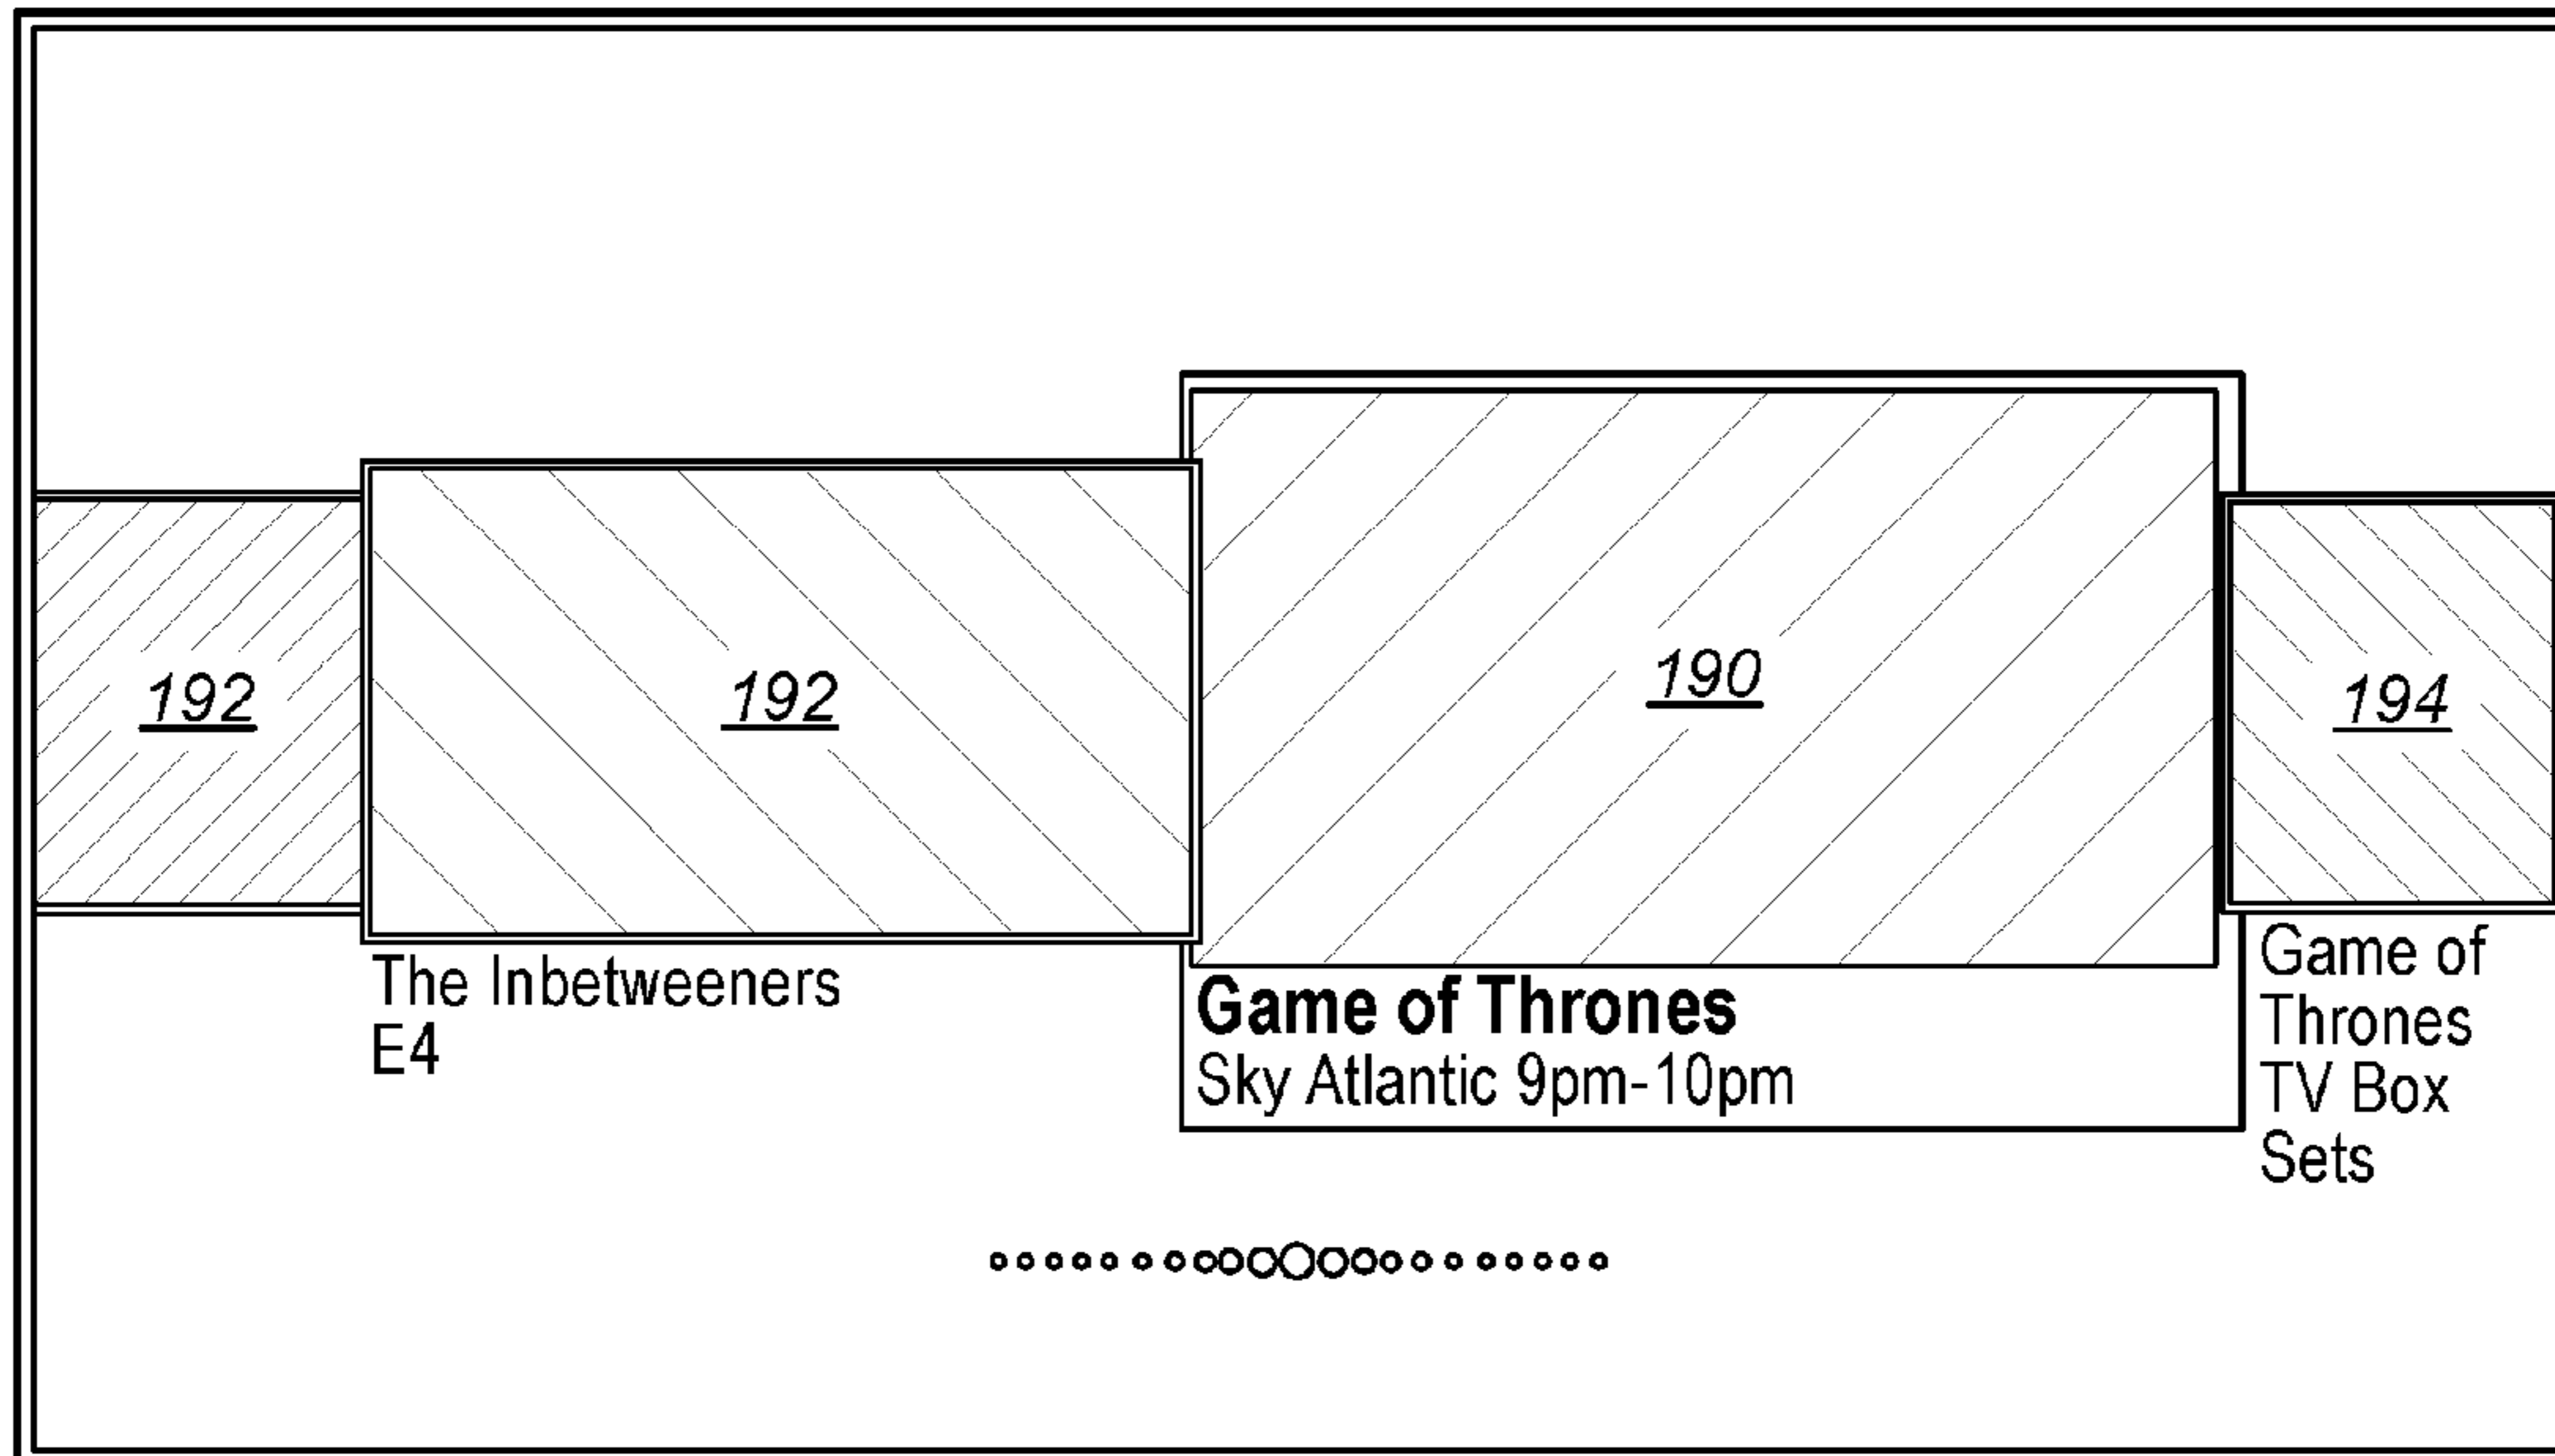 192
192
190
194
The Inbetweeners
E4
Game of Thrones
Sky Atlantic 9pm-10pm
Game of
Thrones
TV Box
Sets